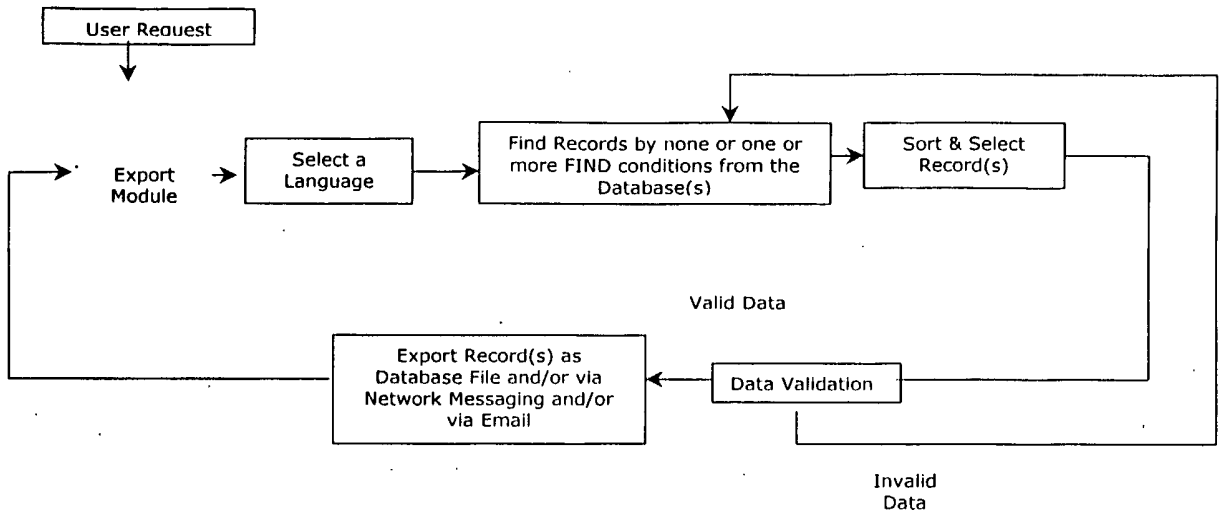 User Request
Export
Module
Select a
Language
Find Records by none or one or
more FIND conditions from the
Database(s)
Sort & Select
Record(s)
Valid Data
Export Record(s) as
Database File and/or via
Network Messaging and/or
via Email
Data Validation
Invalid
Data